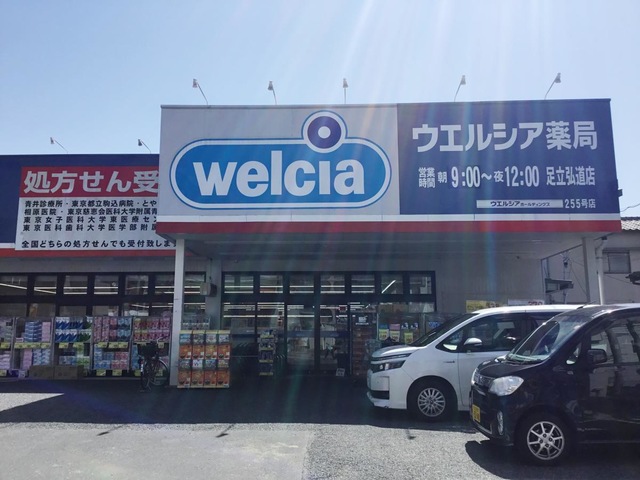 welcia
ウエルシア薬局
営業時間 朝9:00~夜12:00 足立弘道店
ウエルシアホールディングス 255号店
処方せん受
青井診療所・東京都立駒込病院・とや
相原医院・東京慈恵会医科大学附属青
東京女子医科大学東医療セン
東京医科歯科大学医学部附属
全国どちらの処方せんでも受付致します